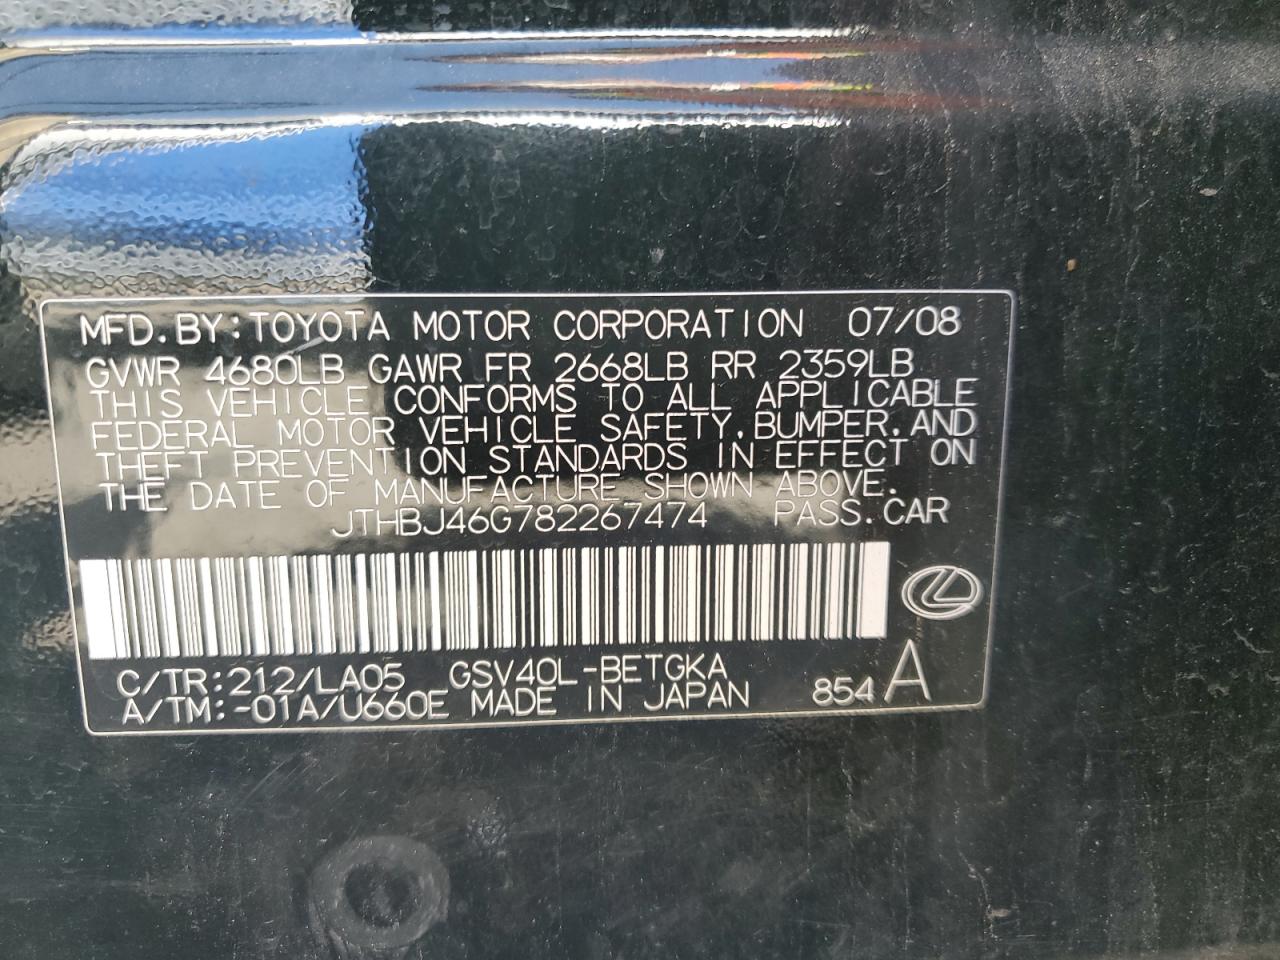 MFD.BY:TOYOTA MOTOR CORPORATION 07/08
GVWR 4680LB GAWR FR 2668LB RR 2359LB
THIS VEHICLE CONFORMS TO ALL APPLICABLE
FEDERAL MOTOR VEHICLE SAFETY,BUMPER,AND
THEFT PREVENTION STANDARDS IN EFFECT ON
THE DATE OF MANUFACTURE SHOWN ABOVE.
JTHBJ46G782267474 PASS.CAR
C/TR:212/LA05 GSV40L-BETGKA
A/TM:-01A/U660E MADE IN JAPAN 854 A